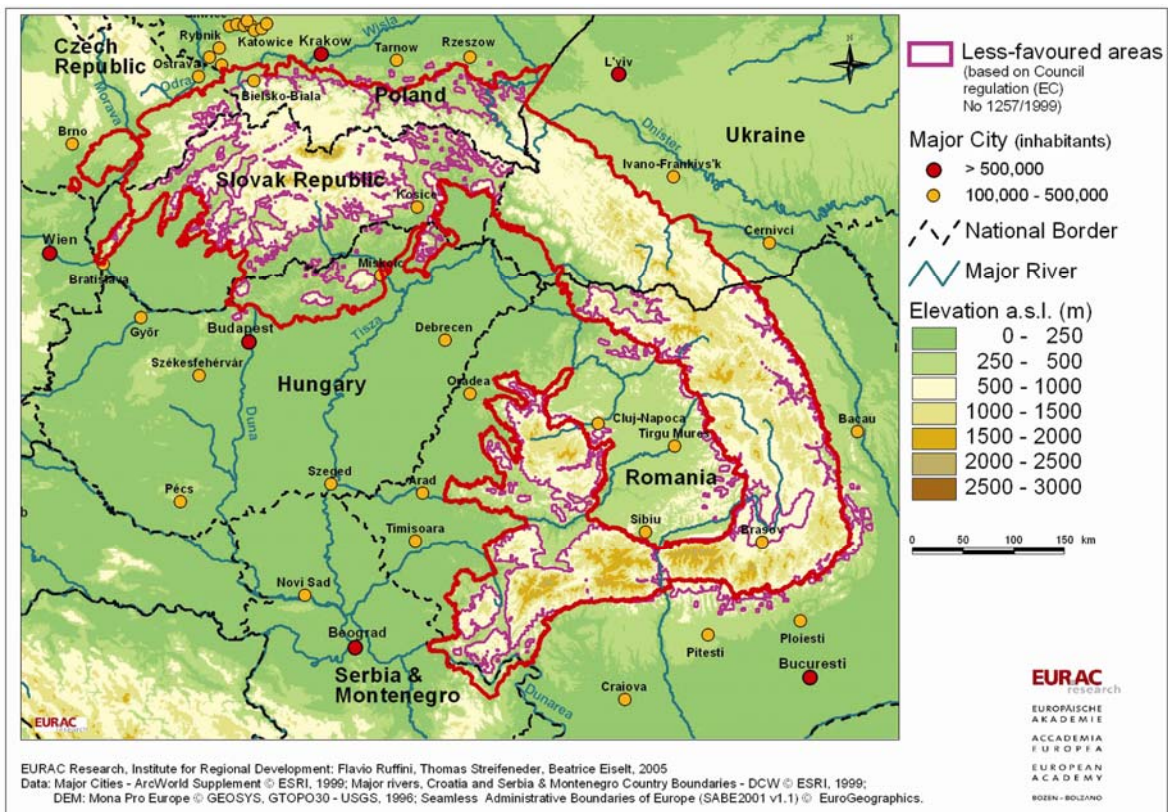 Rybnik
Katowice
Krakow
Wisla
Tarnow
Rzeszow
L'viv
Czech
Republic
Ostrava
Odra
Bielsko-Biala
Poland
Morava
Brno
Ukraine
Dnister
Ivano-Frankivs'k
Slovak Republic
Kosice
Cernivci
Wien
Bratislava
Miskolc
Györ
Budapest
Tisza
Debrecen
Székesfehérvár
Hungary
Oradea
Duna
Cluj-Napoca
Tirgu Mures
Bacau
Szeged
Arad
Romania
Pécs
Timisoara
Sibiu
Brasov
Novi Sad
Beograd
Ploiesti
Pitesti
Serbia &
Montenegro
Bucuresti
Dunarea
Craiova
EURAC
research
Less-favoured areas
(based on Council
regulation (EC)
No 1257/1999)
Major City (inhabitants)
> 500,000
100,000 - 500,000
National Border
Major River
Elevation a.s.l. (m)
0 - 250
250 - 500
500 - 1000
1000 - 1500
1500 - 2000
2000 - 2500
2500 - 3000
0 50 100 150 km
EURAC
research
EUROPÄISCHE
AKADEMIE
ACCADEMIA
EUROPEA
EUROPEAN
ACADEMY
BOZEN - BOLZANO
EURAC Research, Institute for Regional Development: Flavio Ruffini, Thomas Streifeneder, Beatrice Eiselt, 2005
Data: Major Cities - ArcWorld Supplement © ESRI, 1999; Major rivers, Croatia and Serbia & Montenegro Country Boundaries - DCW © ESRI, 1999;
DEM: Mona Pro Europe © GEOSYS, GTOPO30 - USGS, 1996; Seamless Administrative Boundaries of Europe (SABE2001 v1.1) © EuroGeographics.